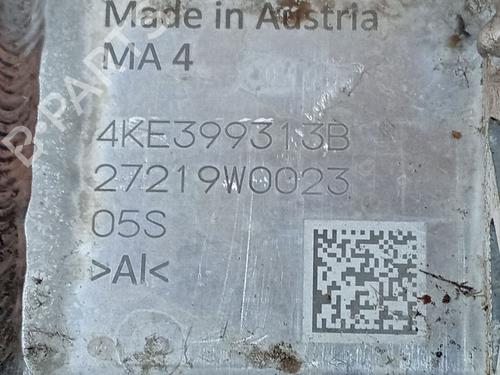 Made in Austria
MA 4
4KE399313B
27219W0023
05S
>Al<